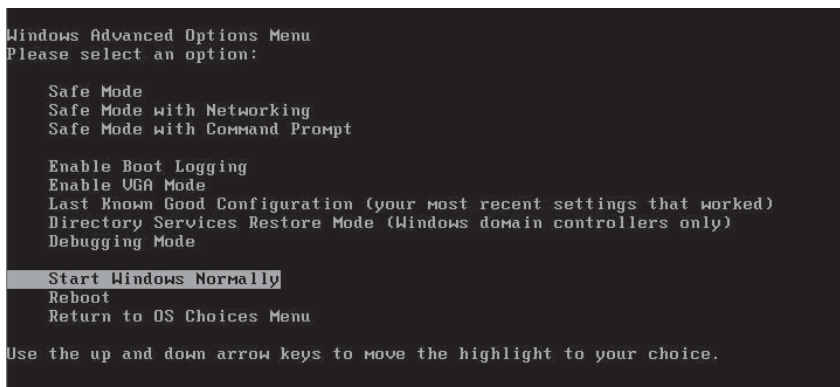 Windows Advanced Options Menu
Please select an option:
Safe Mode
Safe Mode with Networking
Safe Mode with Command Prompt
Enable Boot Logging
Enable VGA Mode
Last Known Good Configuration (your most recent settings that worked)
Directory Services Restore Mode (Windows domain controllers only)
Debugging Mode
Start Windows Normally
Reboot
Return to OS Choices Menu
Use the up and down arrow keys to move the highlight to your choice.